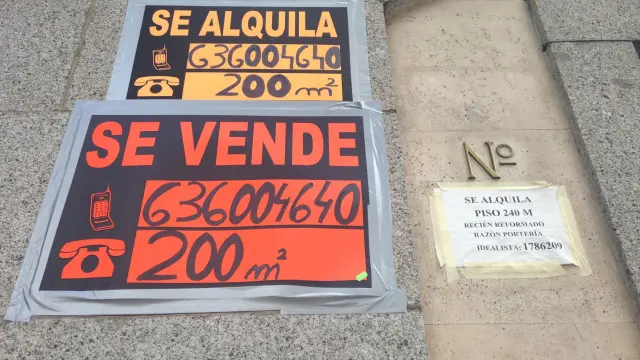 SE ALQUILA
636004640
200 m²
SE VENDE
636004640
200 m²
Nº
SE ALQUILA
PISO 240 M
RECIÉN REFORMADO
RAZÓN PORTERÍA
IDEALISTA: 1786209